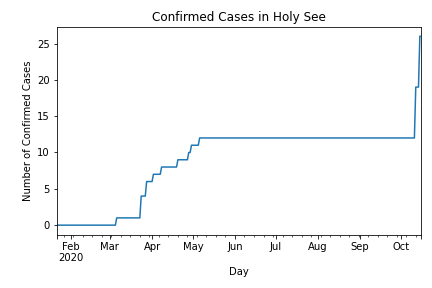 Confirmed Cases in Holy See
Number of Confirmed Cases
25
20
15
10
5
0
Feb Mar Apr May Jun Jul Aug Sep Oct
2020
Day